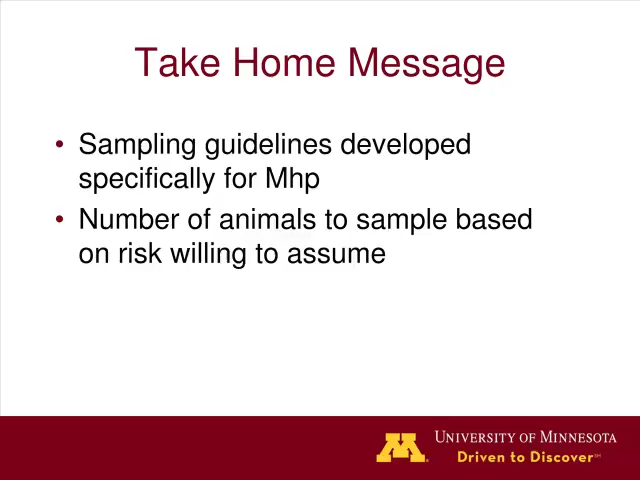 Take Home Message
• Sampling guidelines developed
specifically for Mhp
• Number of animals to sample based
on risk willing to assume
M
UNIVERSITY OF MINNESOTA
Driven to Discover℠